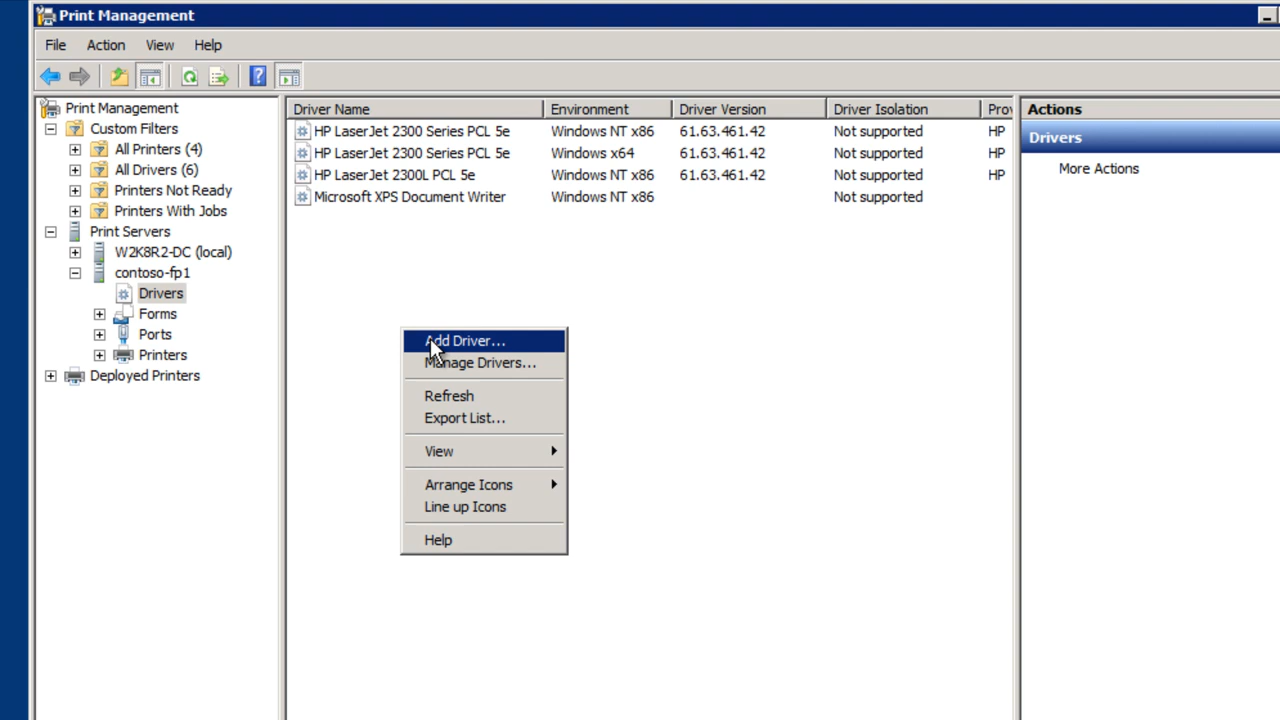 Print Management
File Action View Help
Print Management
Custom Filters
All Printers (4)
All Drivers (6)
Printers Not Ready
Printers With Jobs
Print Servers
W2K8R2-DC (local)
contoso-fp1
Drivers
Forms
Ports
Printers
Deployed Printers
Driver Name Environment Driver Version Driver Isolation Prov
HP LaserJet 2300 Series PCL 5e Windows NT x86 61.63.461.42 Not supported HP
HP LaserJet 2300 Series PCL 5e Windows x64 61.63.461.42 Not supported HP
HP LaserJet 2300L PCL 5e Windows NT x86 61.63.461.42 Not supported HP
Microsoft XPS Document Writer Windows NT x86 Not supported
Add Driver...
Manage Drivers...
Refresh
Export List...
View
Arrange Icons
Line up Icons
Help
Actions
Drivers
More Actions